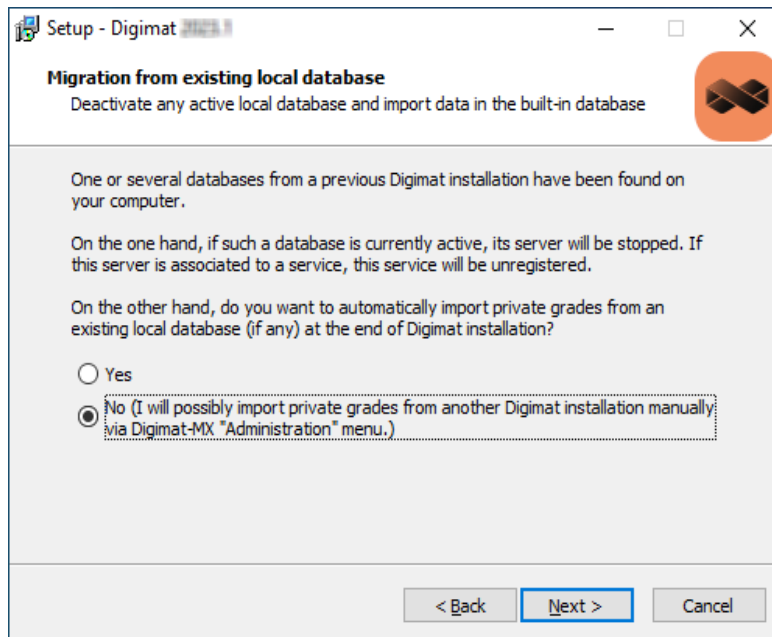 Setup - Digimat
Migration from existing local database
Deactivate any active local database and import data in the built-in database
One or several databases from a previous Digimat installation have been found on
your computer.
On the one hand, if such a database is currently active, its server will be stopped. If
this server is associated to a service, this service will be unregistered.
On the other hand, do you want to automatically import private grades from an
existing local database (if any) at the end of Digimat installation?
Yes
No (I will possibly import private grades from another Digimat installation manually
via Digimat-MX "Administration" menu.)
< Back Next > Cancel